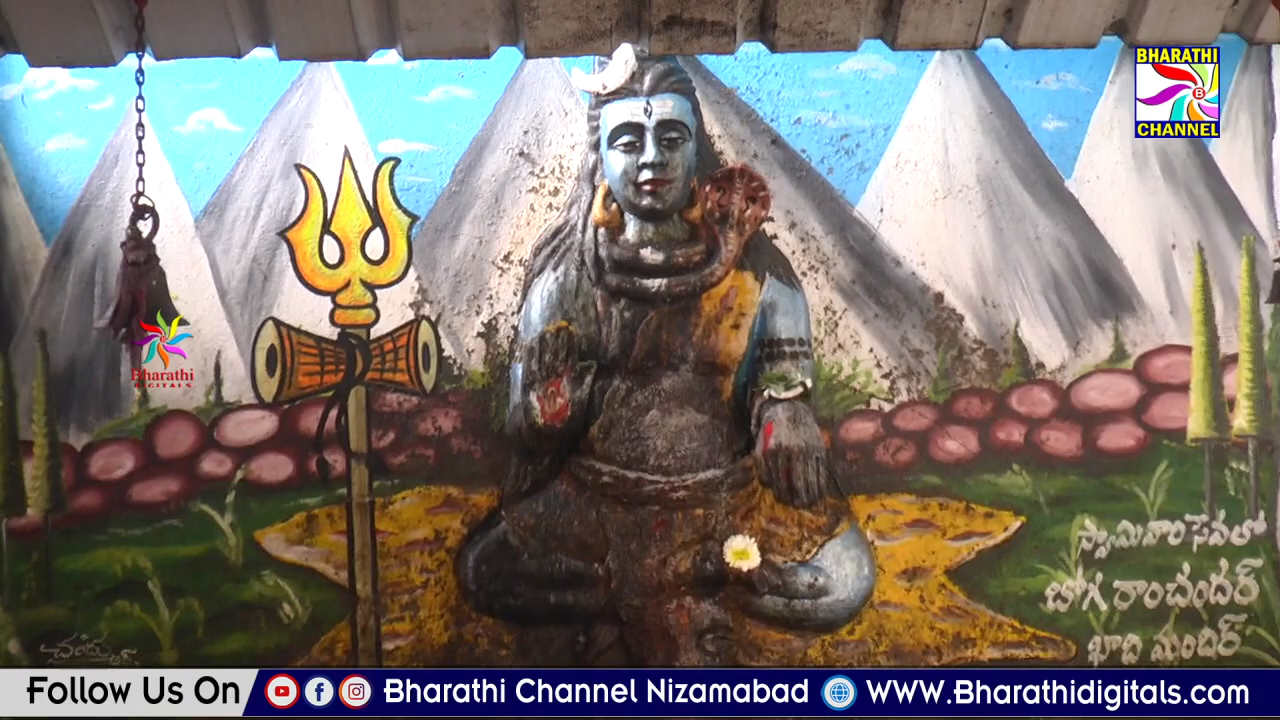 BHARATHI
B
CHANNEL
Bharathi
DIGITALS
స్వామివారి సేవలో
బోగ రాంచందర్
ఖాది మందిర్
Follow Us On Bharathi Channel Nizamabad WWW.Bharathidigitals.com